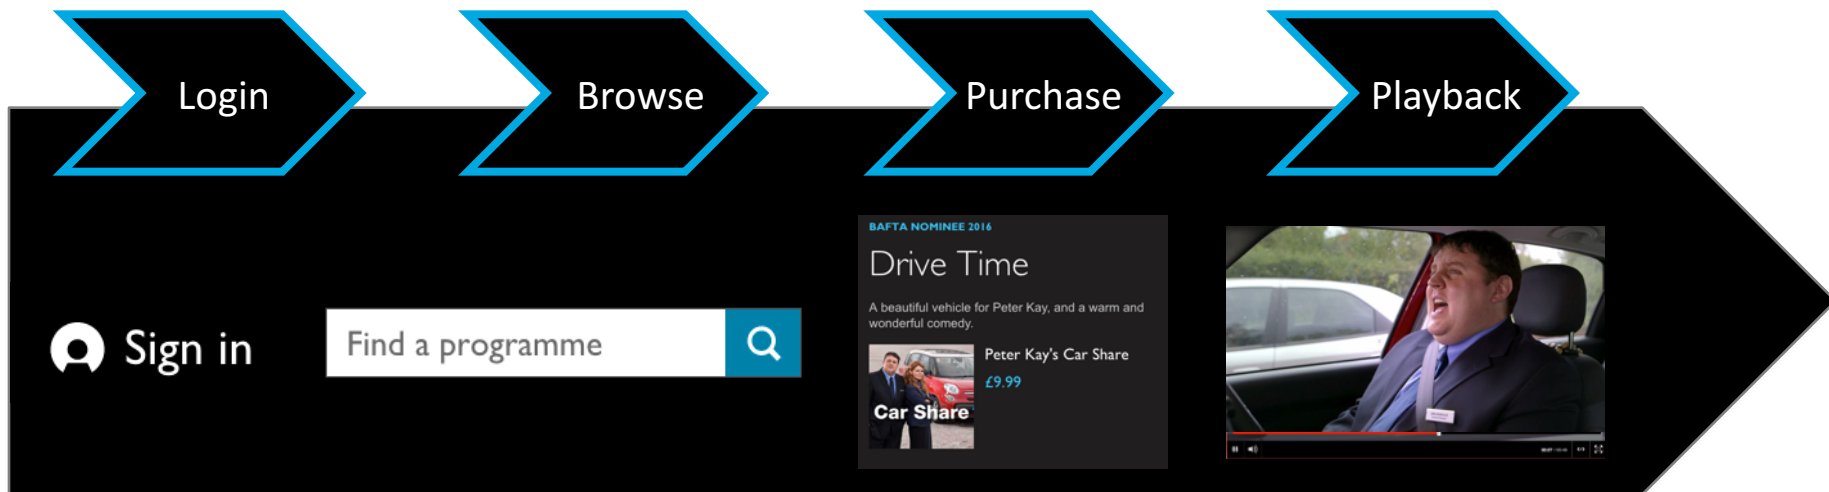 Login
Browse
Purchase
Playback
Sign in
Find a programme
BAFTA NOMINEE 2016
Drive Time
A beautiful vehicle for Peter Kay, and a warm and
wonderful comedy.
Peter Kay's Car Share
£9.99
Car Share